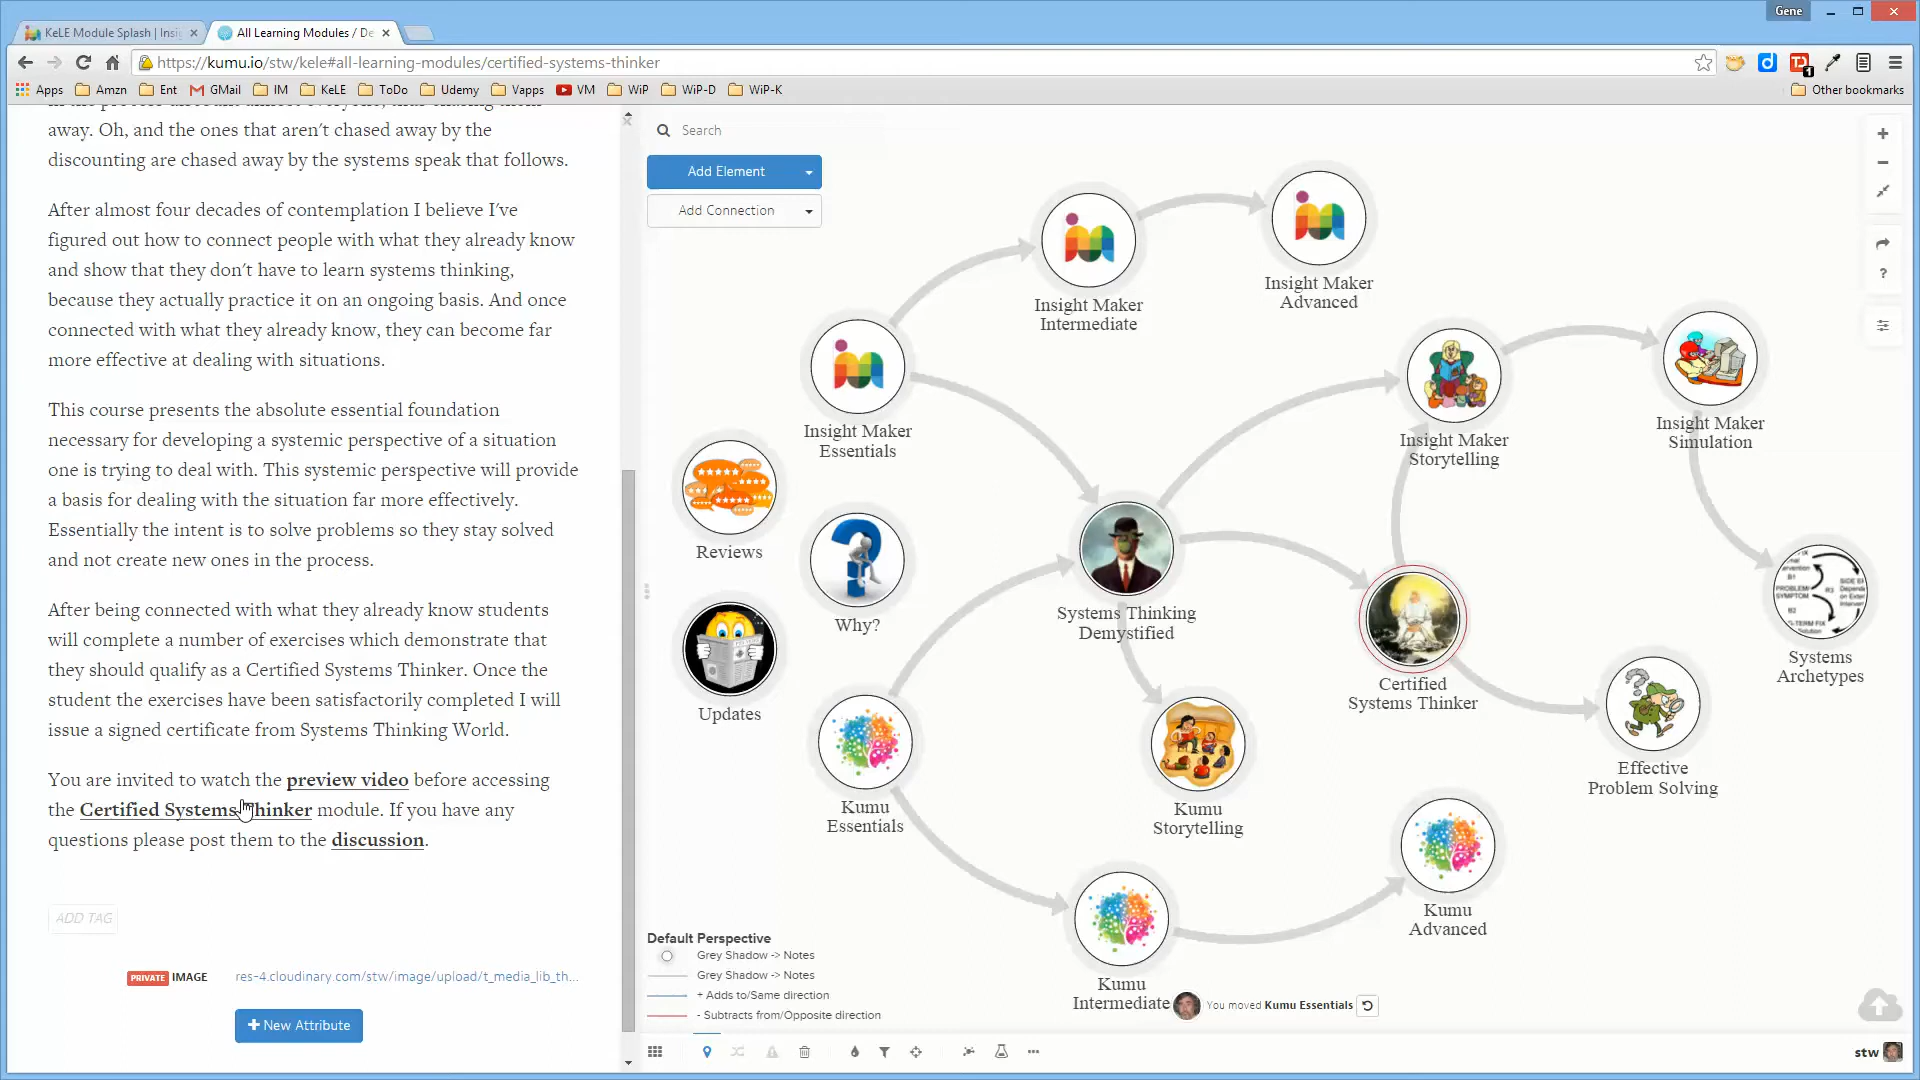 Gene
KeLE Module Splash | Insig
All Learning Modules / De
https://kumu.io/stw/kele#all-learning-modules/certified-systems-thinker
Apps Amzn Ent GMail IM KeLE ToDo Udemy Vapps VM WiP WiP-D WiP-K Other bookmarks
away. Oh, and the ones that aren't chased away by the
discounting are chased away by the systems speak that follows.
After almost four decades of contemplation I believe I've
figured out how to connect people with what they already know
and show that they don't have to learn systems thinking,
because they actually practice it on an ongoing basis. And once
connected with what they already know, they can become far
more effective at dealing with situations.
This course presents the absolute essential foundation
necessary for developing a systemic perspective of a situation
one is trying to deal with. This systemic perspective will provide
a basis for dealing with the situation far more effectively.
Essentially the intent is to solve problems so they stay solved
and not create new ones in the process.
After being connected with what they already know students
will complete a number of exercises which demonstrate that
they should qualify as a Certified Systems Thinker. Once the
student the exercises have been satisfactorily completed I will
issue a signed certificate from Systems Thinking World.
You are invited to watch the preview video before accessing
the Certified Systems Thinker module. If you have any
questions please post them to the discussion.
ADD TAG
PRIVATE IMAGE res-4.cloudinary.com/stw/image/upload/t_media_lib_th...
+ New Attribute
Search
Add Element
Add Connection
Insight Maker
Intermediate
Insight Maker
Advanced
Insight Maker
Essentials
Insight Maker
Storytelling
Insight Maker
Simulation
Reviews
Why?
Updates
Systems Thinking
Demystified
Certified
Systems Thinker
Systems
Archetypes
Effective
Problem Solving
Kumu
Essentials
Kumu
Storytelling
Kumu
Advanced
Kumu
Intermediate
Default Perspective
Grey Shadow -> Notes
Grey Shadow -> Notes
+ Adds to/Same direction
- Subtracts from/Opposite direction
You moved Kumu Essentials
stw